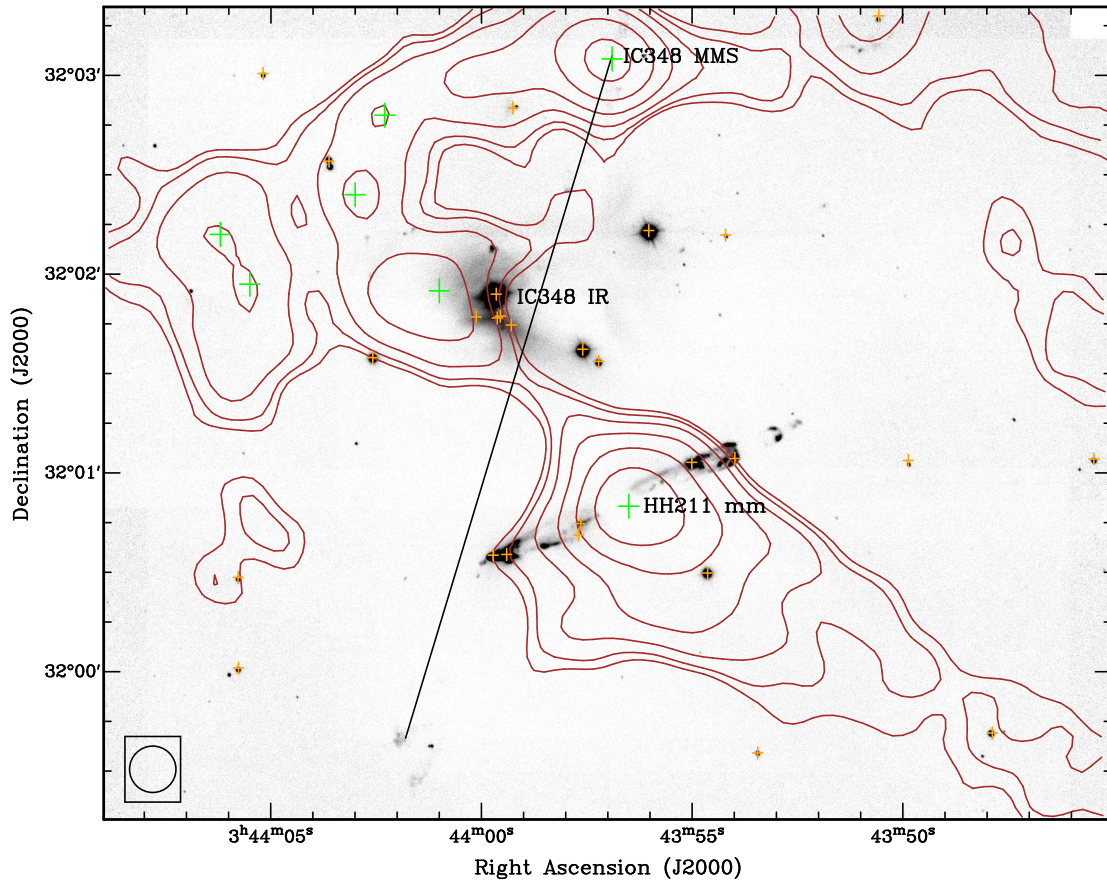 IC348 MMS
32°03′
32°02′
IC348 IR
Declination (J2000)
32°01′
HH211 mm
32°00′
3ʰ44ᵐ05ˢ 44ᵐ00ˢ 43ᵐ55ˢ 43ᵐ50ˢ
Right Ascension (J2000)